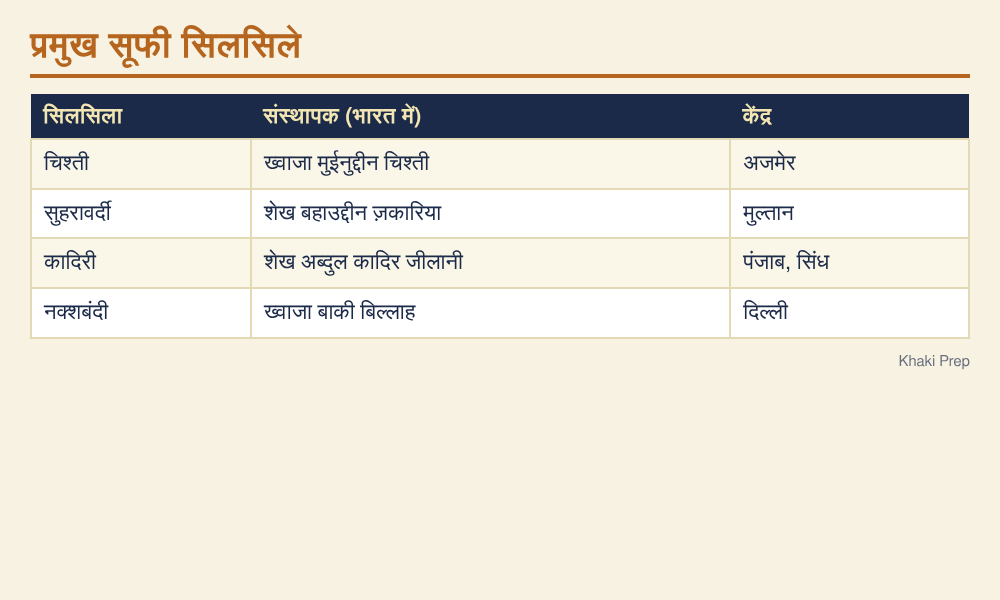 प्रमुख सूफी सिलसिले
सिलसिला संस्थापक (भारत में) केंद्र
चिश्ती ख्वाजा मुईनुद्दीन चिश्ती अजमेर
सुहरावर्दी शेख बहाउद्दीन ज़कारिया मुल्तान
कादिरी शेख अब्दुल कादिर जीलानी पंजाब, सिंध
नक्शबंदी ख्वाजा बाकी बिल्लाह दिल्ली
Khaki Prep